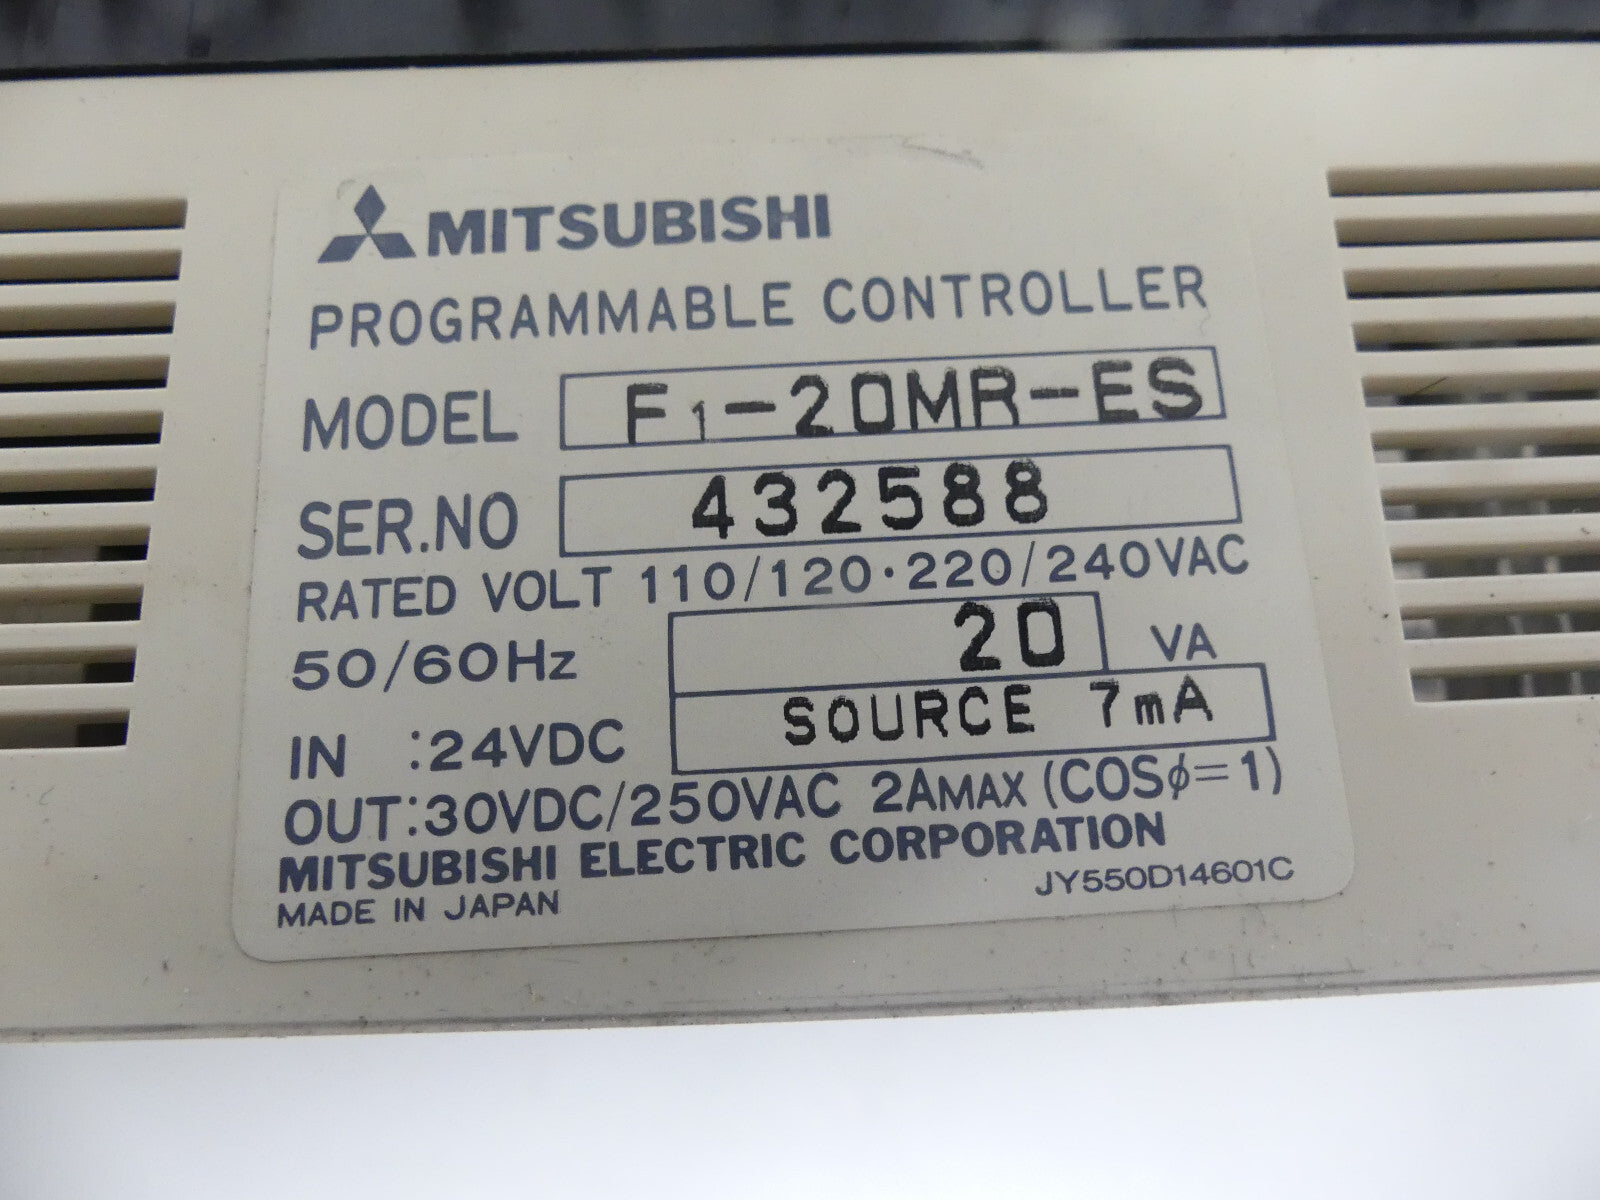 MITSUBISHI
PROGRAMMABLE CONTROLLER
MODEL F1-20MR-ES
SER.NO 432588
RATED VOLT 110/120·220/240VAC
50/60Hz 20 VA
IN :24VDC SOURCE 7mA
OUT:30VDC/250VAC 2AMAX (COSϕ=1)
MITSUBISHI ELECTRIC CORPORATION
MADE IN JAPAN JY550D14601C